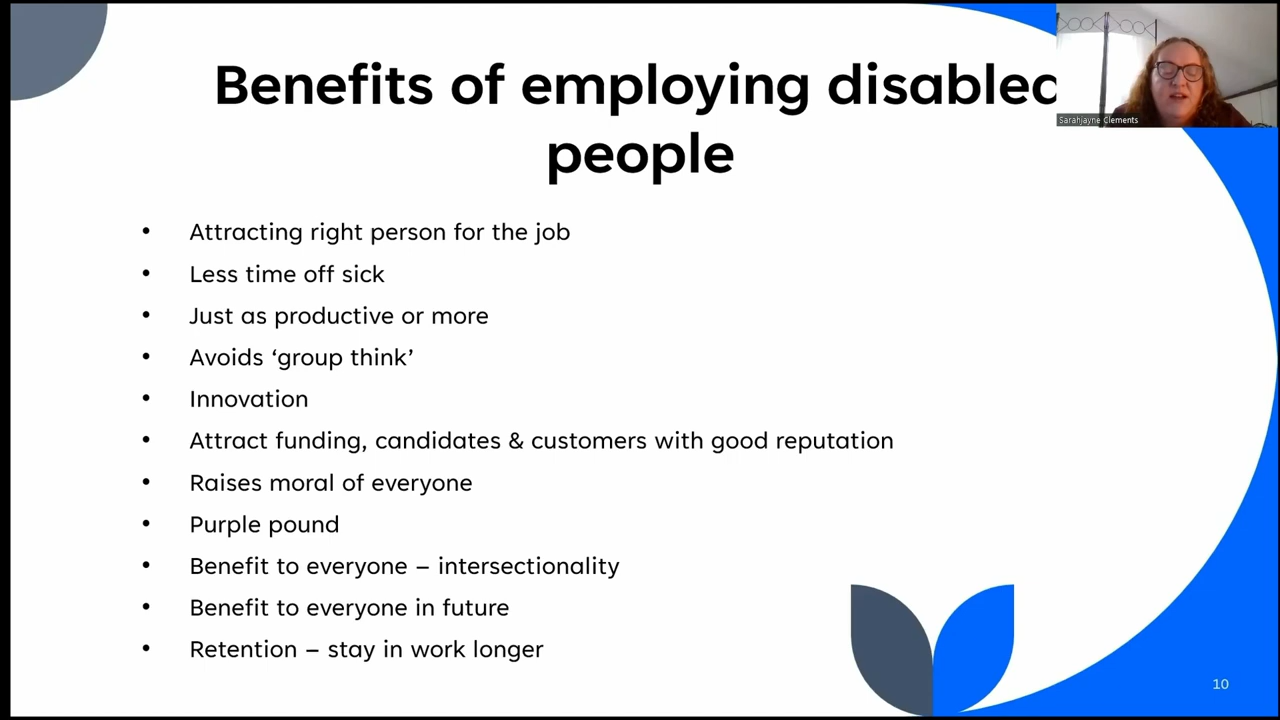 Benefits of employing disabled
people
Sarahjayne Clements
• Attracting right person for the job
• Less time off sick
• Just as productive or more
• Avoids ‘group think’
• Innovation
• Attract funding, candidates & customers with good reputation
• Raises moral of everyone
• Purple pound
• Benefit to everyone – intersectionality
• Benefit to everyone in future
• Retention – stay in work longer
10